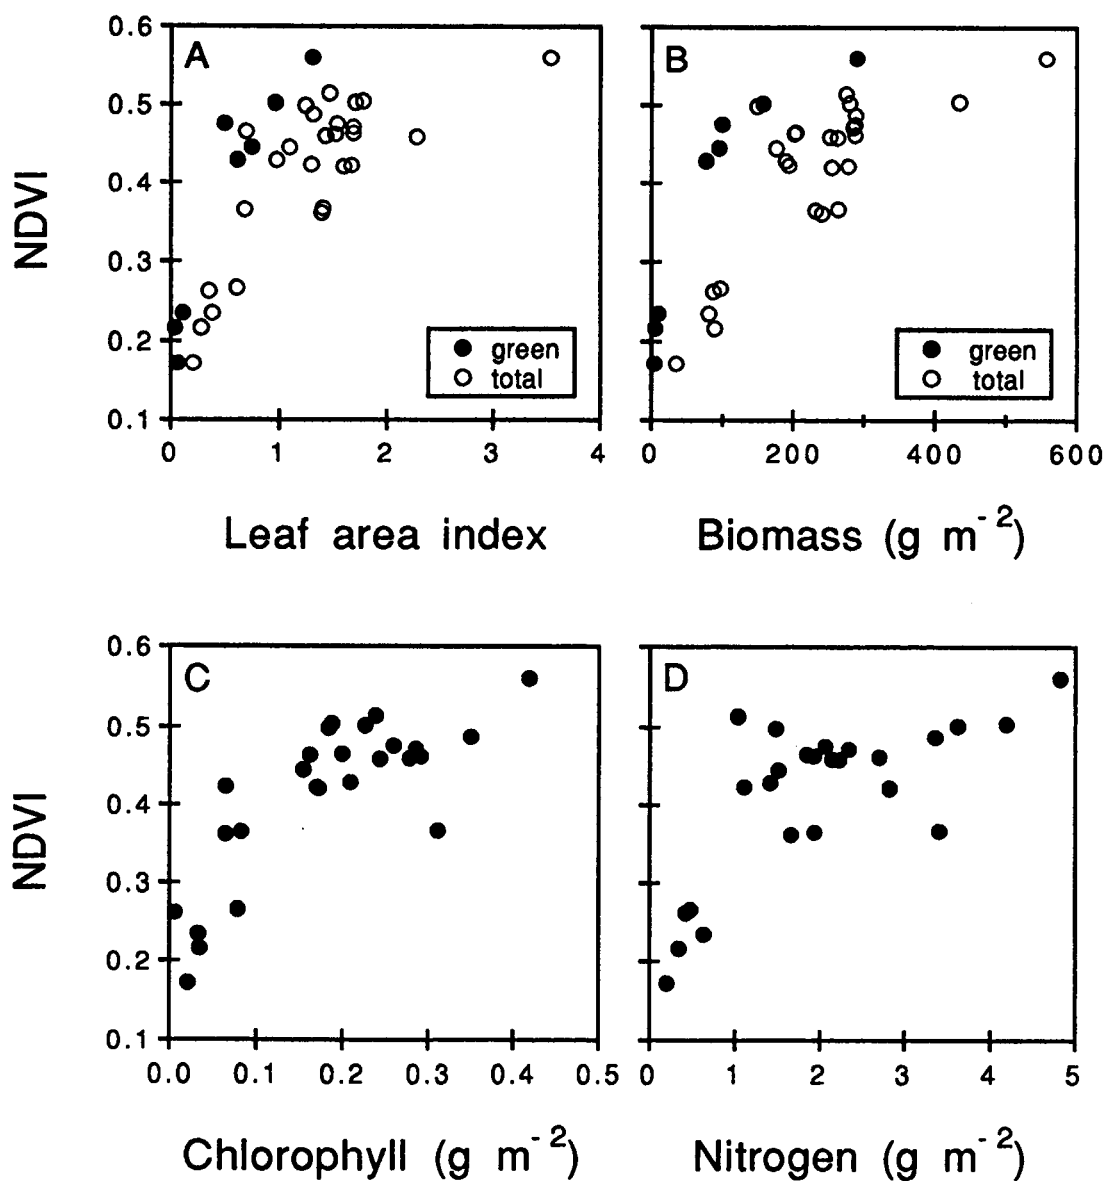 0.6
A
B
0.5
0.4
NDVI
0.3
0.2
green
total
green
total
0.1
0 1 2 3 4
0 200 400 600
Leaf area index
Biomass (g m-2)
0.6
C
D
0.5
0.4
NDVI
0.3
0.2
0.1
0.0 0.1 0.2 0.3 0.4 0.5
0 1 2 3 4 5
Chlorophyll (g m-2)
Nitrogen (g m-2)